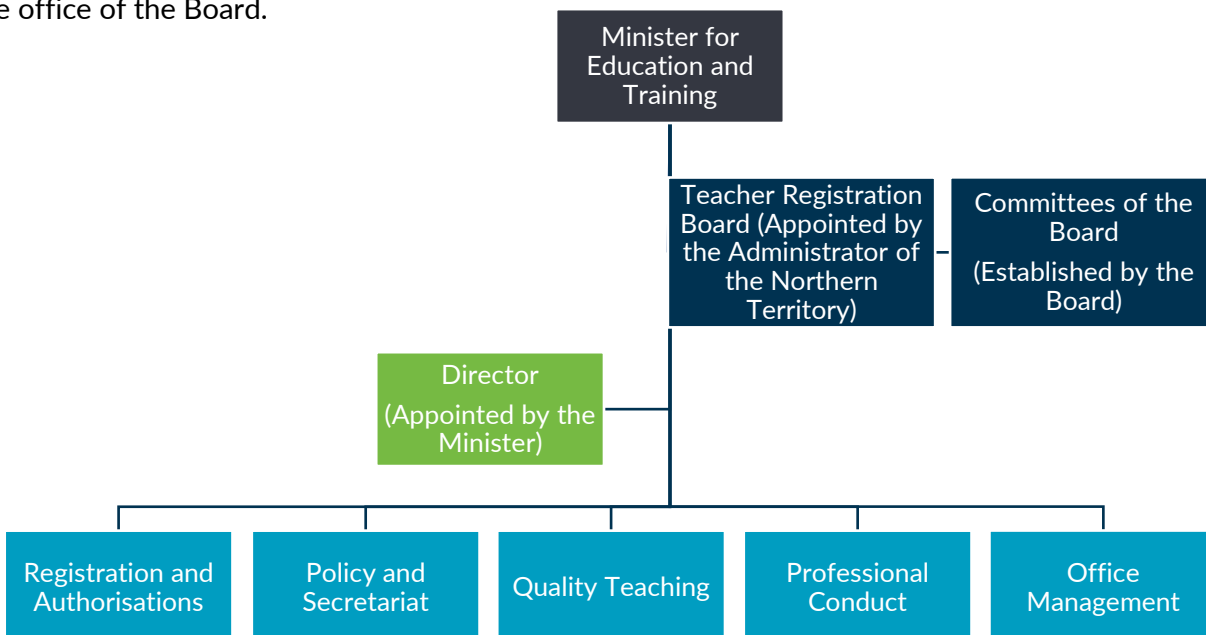 e office of the Board.
Minister for
Education and
Training
Teacher Registration
Board (Appointed by
the Administrator of
the Northern
Territory)
Committees of the
Board
(Established by the
Board)
Director
(Appointed by the
Minister)
Registration and
Authorisations
Policy and
Secretariat
Quality Teaching
Professional
Conduct
Office
Management